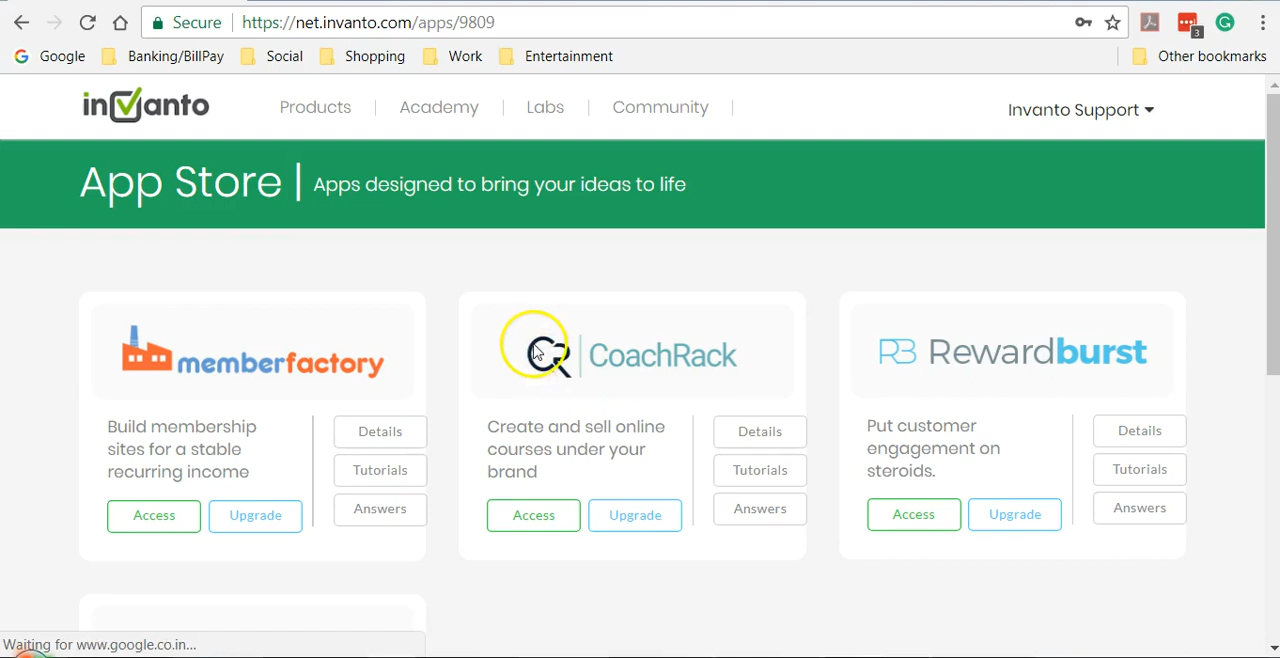 Secure https://net.invanto.com/apps/9809
3
Google Banking/BillPay Social Shopping Work Entertainment Other bookmarks
invanto Products Academy Labs Community Invanto Support
App Store | Apps designed to bring your ideas to life
memberfactory
Build membership
sites for a stable
recurring income
Access Upgrade
Details
Tutorials
Answers
CR CoachRack
Create and sell online
courses under your
brand
Access Upgrade
Details
Tutorials
Answers
RB Rewardburst
Put customer
engagement on
steroids.
Access Upgrade
Details
Tutorials
Answers
Waiting for www.google.co.in...